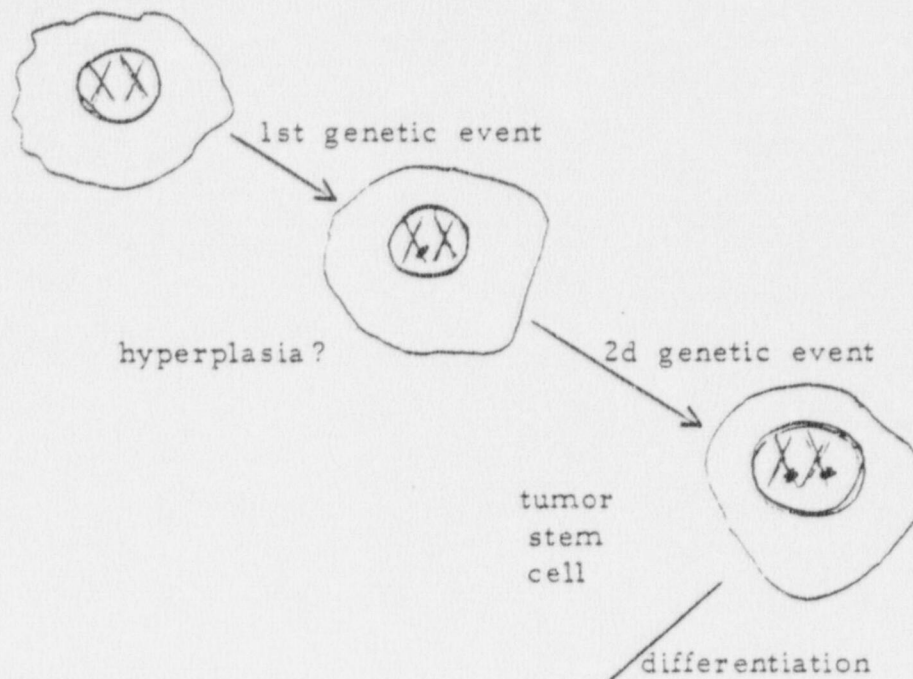 1st genetic event
hyperplasia?
2d genetic event
tumor
stem
cell
differentiation